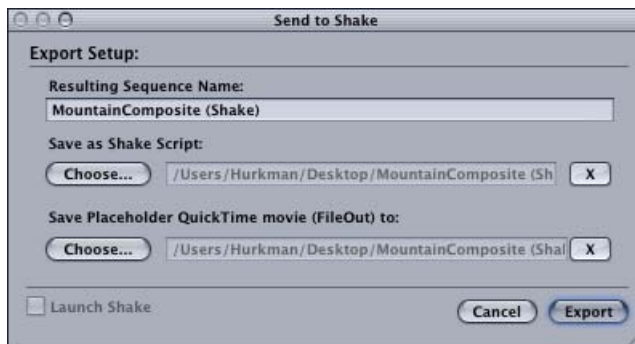 Send to Shake
Export Setup:
Resulting Sequence Name:
MountainComposite (Shake)
Save as Shake Script:
Choose... /Users/Hurkman/Desktop/MountainComposite (Sh X
Save Placeholder QuickTime movie (FileOut) to:
Choose... /Users/Hurkman/Desktop/MountainComposite (Shal X
Launch Shake Cancel Export